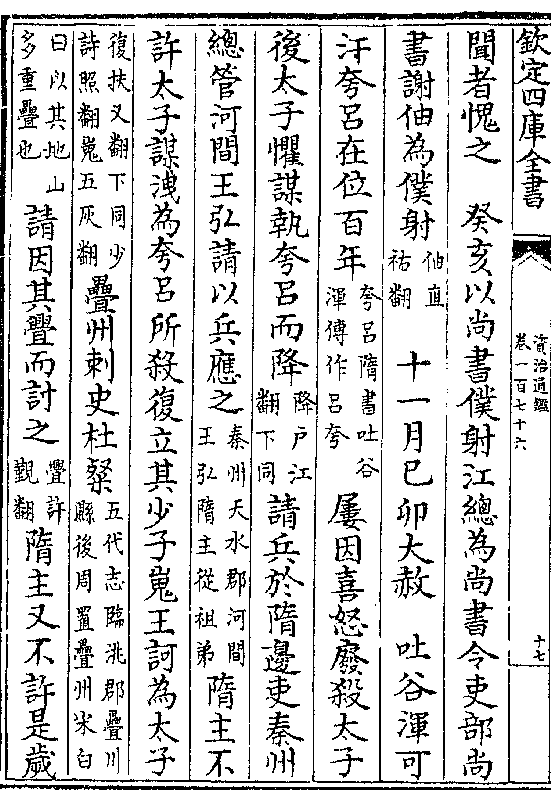 欽定四庫全書
資治通鑑
卷一百七十六
十七
聞者愧之　癸亥以尚書僕射江總為尚書令吏部尚
書謝伷為僕射伷直祐翻　十一月己卯大赦　吐谷渾可
汗夸呂在位百年夸呂隋書吐谷渾傳作呂夸屢因喜怒廢殺太子
後太子懼謀執夸呂而降降户江翻下同請兵於隋邊吏秦州
總管河間王弘請以兵應之秦州天水郡河間王弘隋主從祖弟隋主不
許太子謀洩為夸呂所殺復立其少子嵬王訶為太子
復扶又翻下同少詩照翻嵬五灰翻疊州刺史杜粲五代志臨洮郡疊川縣後周置疊州宋白
曰以其地山多重疊也請因其釁而討之釁許覲翻隋主又不許是歲